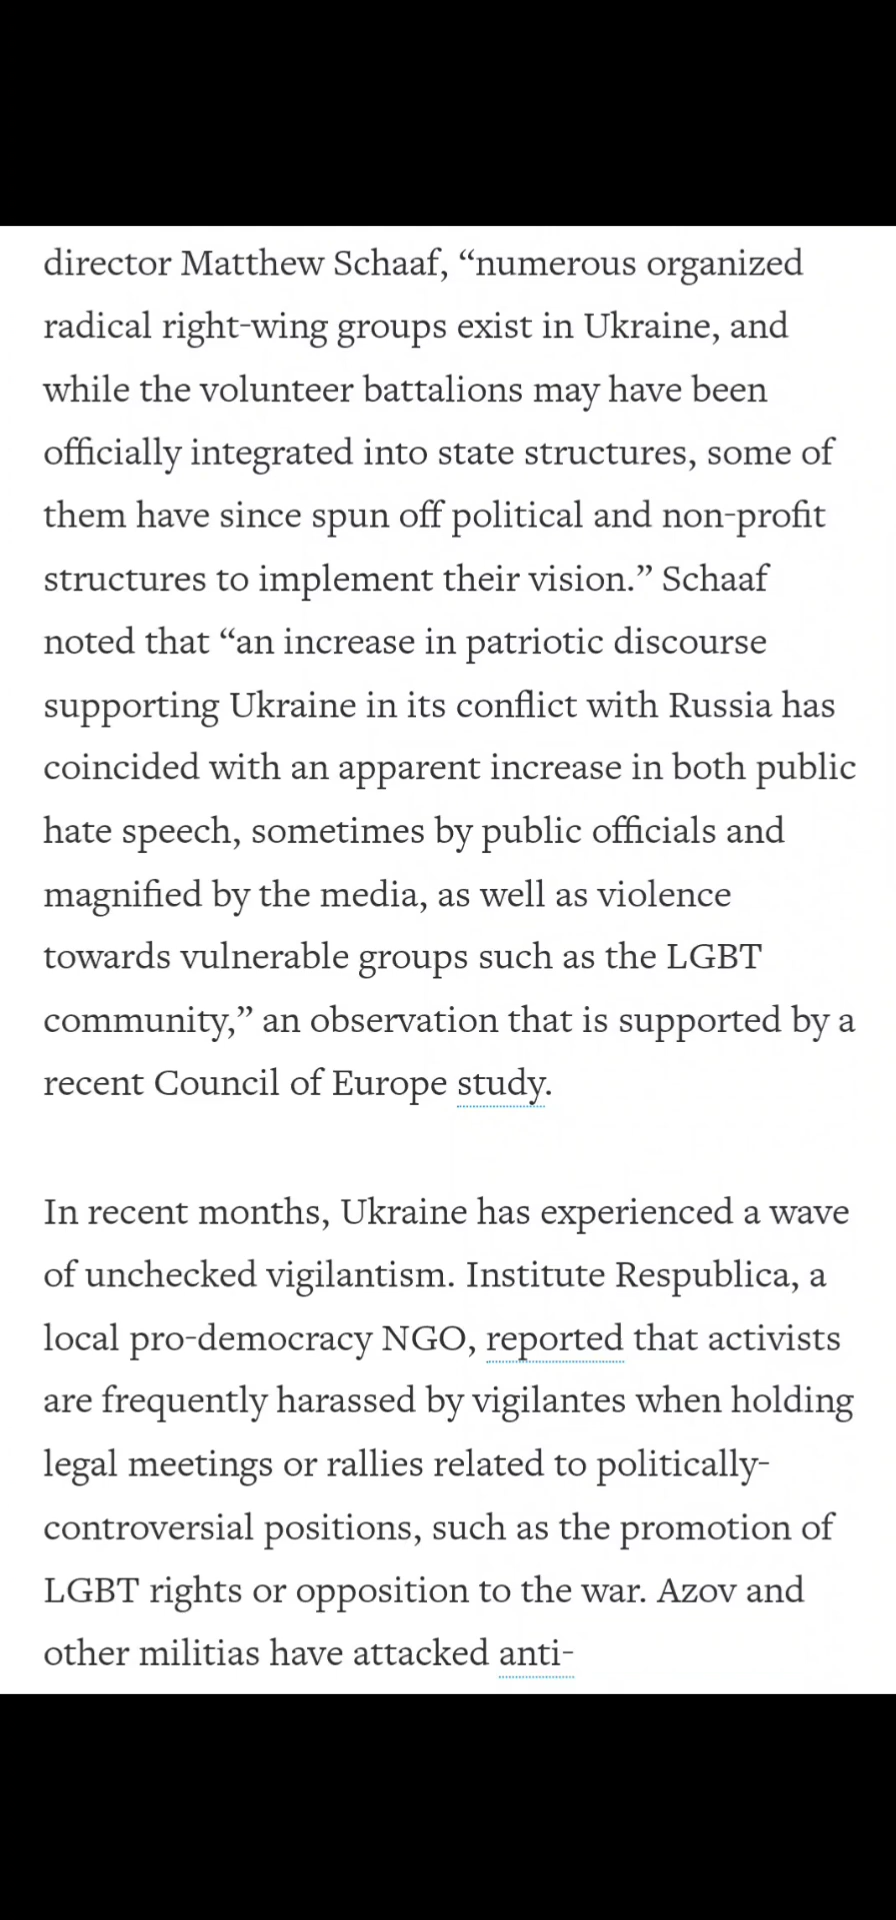 director Matthew Schaaf, “numerous organized
radical right-wing groups exist in Ukraine, and
while the volunteer battalions may have been
officially integrated into state structures, some of
them have since spun off political and non-profit
structures to implement their vision.” Schaaf
noted that “an increase in patriotic discourse
supporting Ukraine in its conflict with Russia has
coincided with an apparent increase in both public
hate speech, sometimes by public officials and
magnified by the media, as well as violence
towards vulnerable groups such as the LGBT
community,” an observation that is supported by a
recent Council of Europe study.
In recent months, Ukraine has experienced a wave
of unchecked vigilantism. Institute Respublica, a
local pro-democracy NGO, reported that activists
are frequently harassed by vigilantes when holding
legal meetings or rallies related to politically-
controversial positions, such as the promotion of
LGBT rights or opposition to the war. Azov and
other militias have attacked anti-